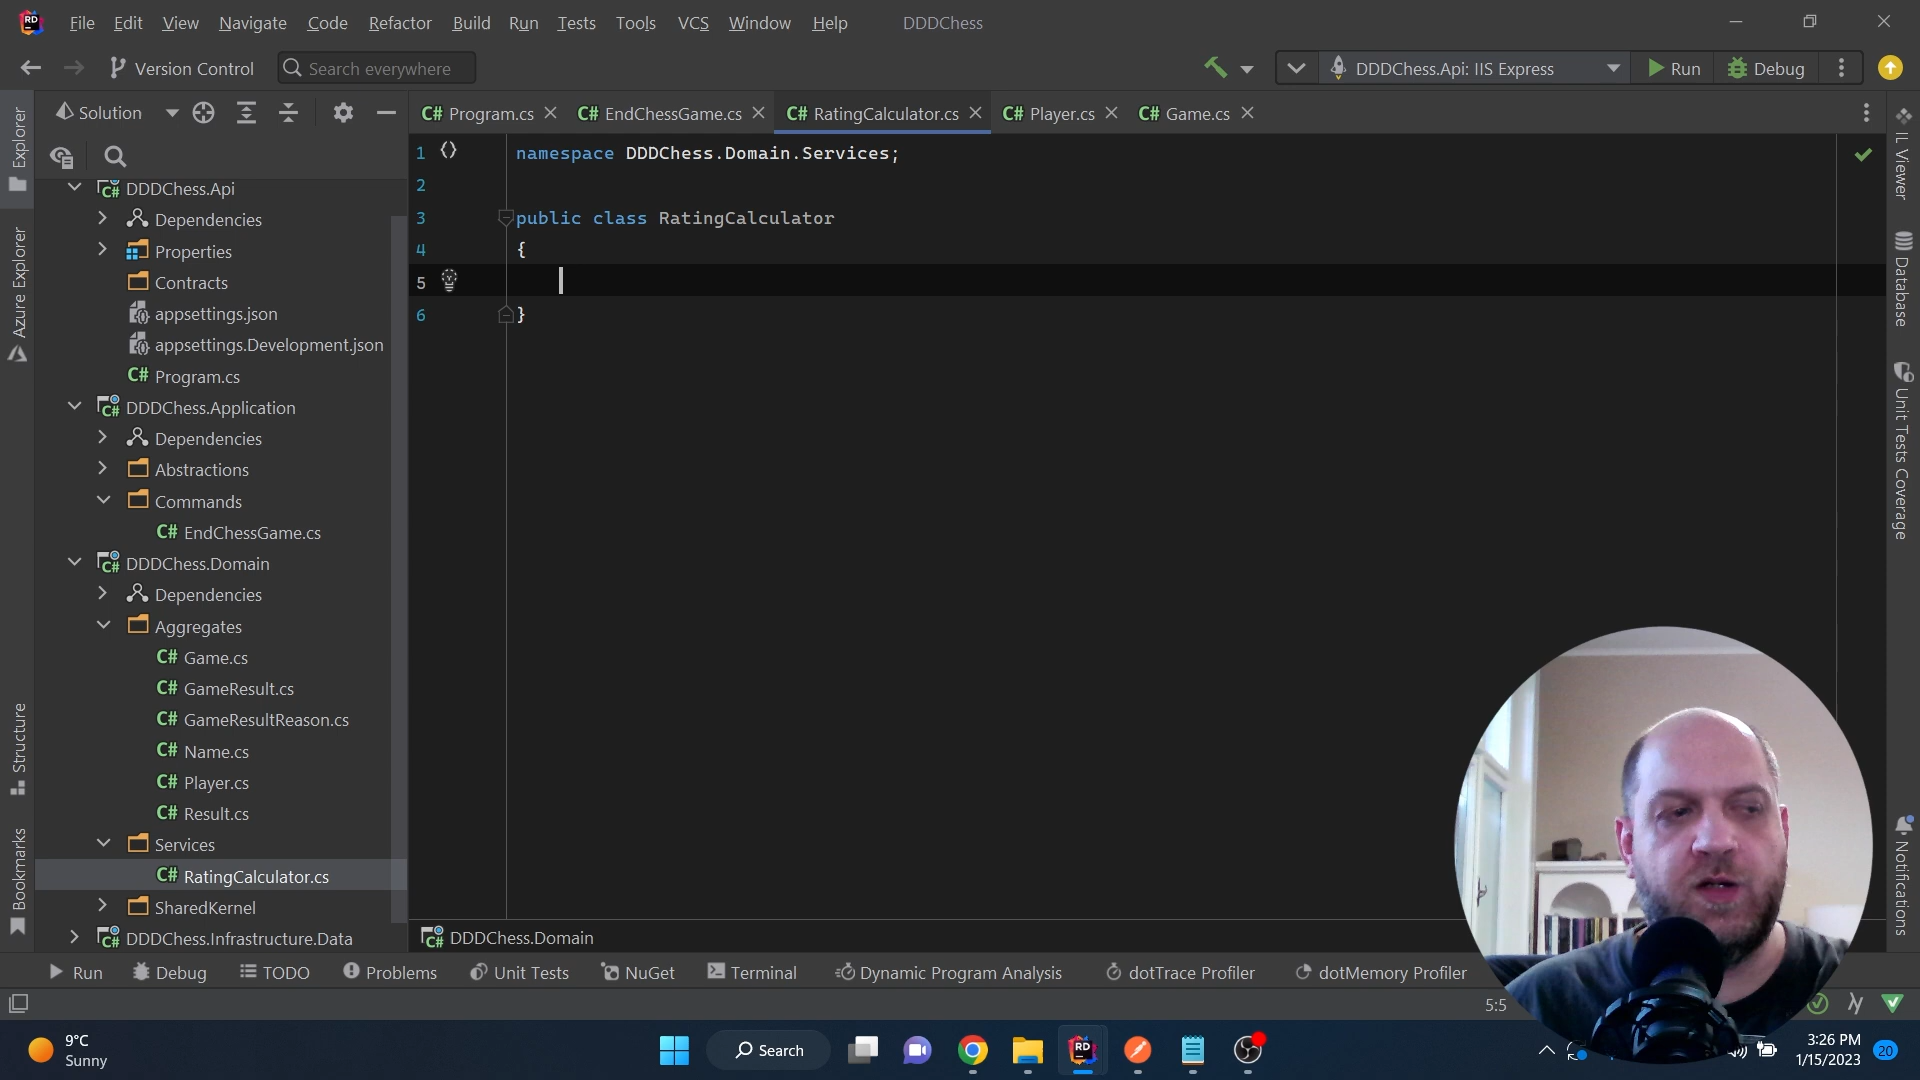 RD File Edit View Navigate Code Refactor Build Run Tests Tools VCS Window Help DDDChess
Version Control Search everywhere DDDChess.Api: IIS Express Run Debug
Solution
C# Program.cs C# EndChessGame.cs C# RatingCalculator.cs C# Player.cs C# Game.cs
Explorer
Azure Explorer
Structure
Bookmarks
DDDChess.Api
Dependencies
Properties
Contracts
appsettings.json
appsettings.Development.json
C# Program.cs
C# DDDChess.Application
Dependencies
Abstractions
Commands
C# EndChessGame.cs
C# DDDChess.Domain
Dependencies
Aggregates
C# Game.cs
C# GameResult.cs
C# GameResultReason.cs
C# Name.cs
C# Player.cs
C# Result.cs
Services
C# RatingCalculator.cs
SharedKernel
C# DDDChess.Infrastructure.Data
1 namespace DDDChess.Domain.Services;
2
3 public class RatingCalculator
4 {
5
6 }
C# DDDChess.Domain
IL Viewer
Database
Unit Tests Coverage
Notifications
Run Debug TODO Problems Unit Tests NuGet Terminal Dynamic Program Analysis dotTrace Profiler dotMemory Profiler
5:5
9°C
Sunny
Search
RD
3:26 PM
1/15/2023
20